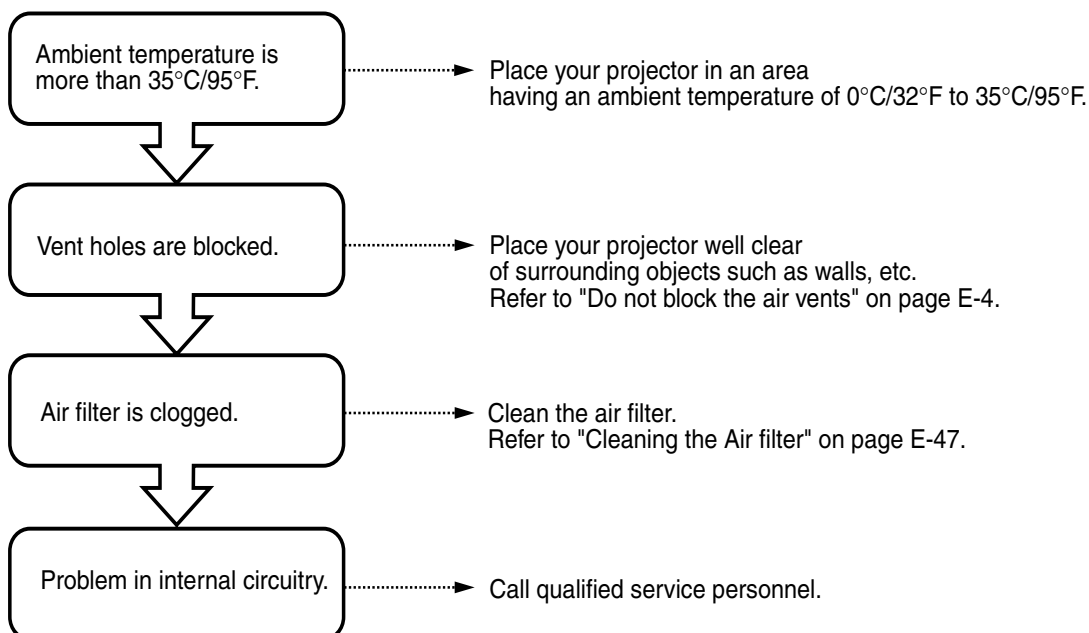 Ambient temperature is
more than 35°C/95°F.
Place your projector in an area
having an ambient temperature of 0°C/32°F to 35°C/95°F.
Vent holes are blocked.
Place your projector well clear
of surrounding objects such as walls, etc.
Refer to "Do not block the air vents" on page E-4.
Air filter is clogged.
Clean the air filter.
Refer to "Cleaning the Air filter" on page E-47.
Problem in internal circuitry.
Call qualified service personnel.